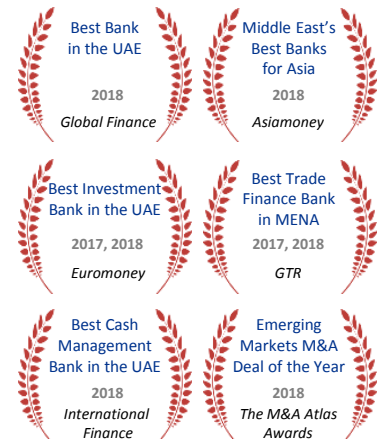 Best Bank
in the UAE
2018
Global Finance
Middle East's
Best Banks
for Asia
2018
Asiamoney
Best Investment
Bank in the UAE
2017, 2018
Euromoney
Best Trade
Finance Bank
in MENA
2017, 2018
GTR
Best Cash
Management
Bank in the UAE
2018
International
Finance
Emerging
Markets M&A
Deal of the Year
2018
The M&A Atlas
Awards